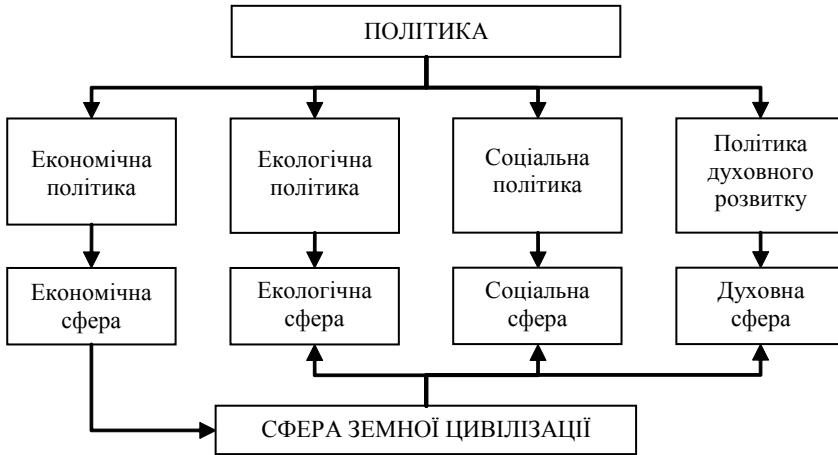 ПОЛІТИКА
Економічна
політика
Екологічна
політика
Соціальна
політика
Політика
духовного
розвитку
Економічна
сфера
Екологічна
сфера
Соціальна
сфера
Духовна
сфера
СФЕРА ЗЕМНОЇ ЦИВІЛІЗАЦІЇ